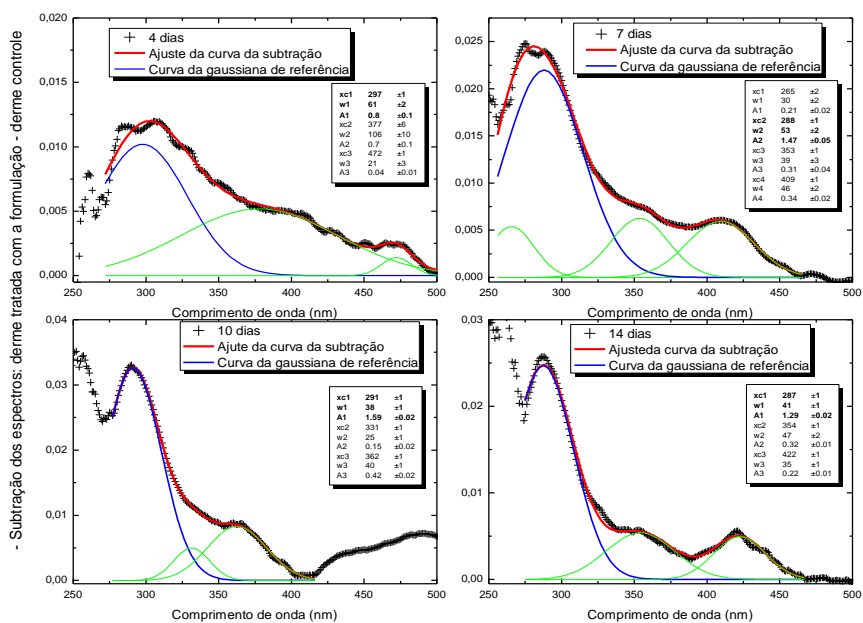 - Subtração dos espectros: derme tratada com a formulação - derme controle
0,020
0,015
0,010
0,005
0,000
4 dias
Ajuste da curva da subtração
Curva da gaussiana de referência
xc1 297 ±1
w1 61 ±2
A1 0.8 ±0.1
xc2 377 ±6
w2 106 ±10
A2 0.7 ±0.1
xc3 472 ±1
w3 21 ±3
A3 0.04 ±0.01
250 300 350 400 450 500
Comprimento de onda (nm)
0,025
0,020
0,015
0,010
0,005
0,000
7 dias
Ajuste da curva da subtração
Curva da gaussiana de referência
xc1 265 ±2
w1 30 ±2
A1 0.21 ±0.02
xc2 288 ±1
w2 53 ±2
A2 1.47 ±0.05
xc3 353 ±1
w3 39 ±3
A3 0.31 ±0.04
xc4 409 ±1
w4 46 ±2
A4 0.34 ±0.02
250 300 350 400 450 500
Comprimento de onda (nm)
0,04
0,03
0,02
0,01
0,00
10 dias
Ajute da curva da subtração
Curva da gaussiana de referência
xc1 291 ±1
w1 38 ±1
A1 1.59 ±0.02
xc2 331 ±1
w2 25 ±1
A2 0.15 ±0.02
xc3 362 ±1
w3 40 ±1
A3 0.42 ±0.02
250 300 350 400 450 500
Comprimento de onda (nm)
0,03
0,02
0,01
0,00
14 dias
Ajusteda curva da subtração
Curva da gaussiana de referência
xc1 287 ±1
w1 41 ±1
A1 1.29 ±0.02
xc2 354 ±1
w2 47 ±2
A2 0.32 ±0.01
xc3 422 ±1
w3 35 ±1
A3 0.22 ±0.01
250 300 350 400 450 500
Comprimento de onda (nm)